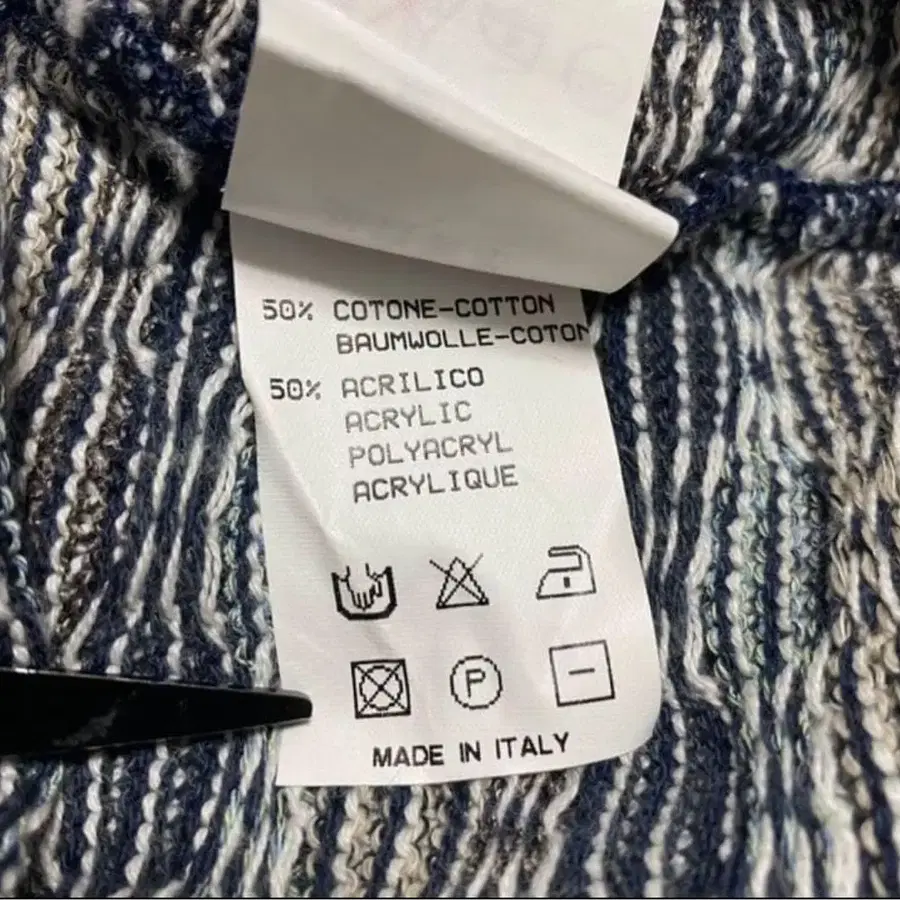 50% COTONE-COTTON
BAUMWOLLE-COTON
50% ACRILICO
ACRYLIC
POLYACRYL
ACRYLIQUE
P
MADE IN ITALY